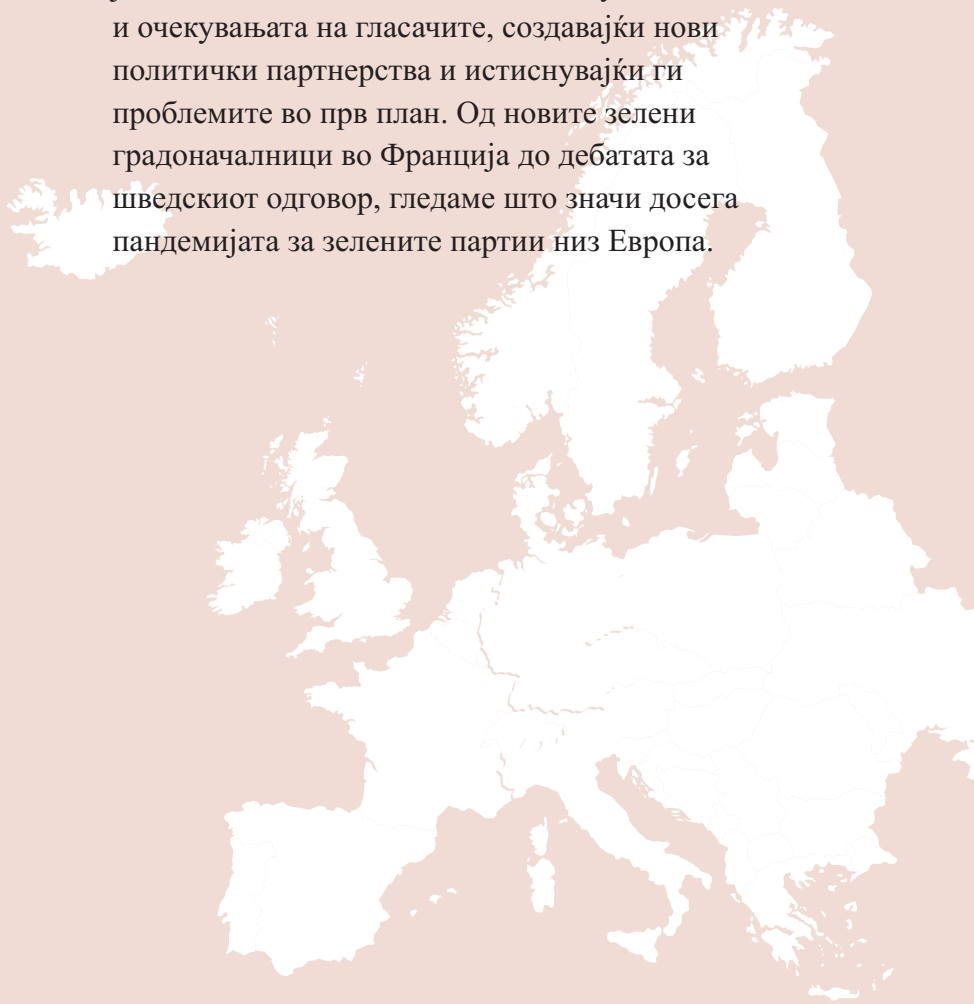 и очекувањата на гласачите, создавајќи нови
политички партнерства и истиснувајќи ги
проблемите во прв план. Од новите зелени
градоначалници во Франција до дебатата за
шведскиот одговор, гледаме што значи досега
пандемијата за зелените партии низ Европа.